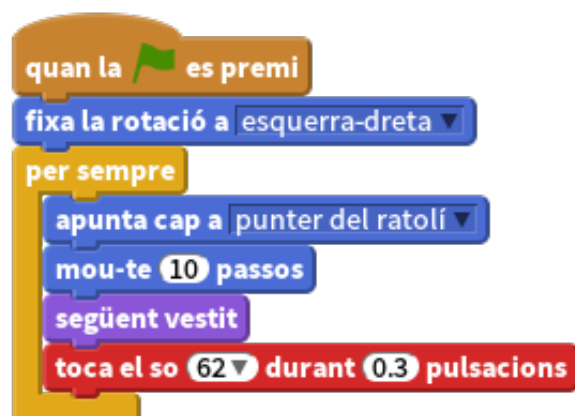 quan la es premi
fixa la rotació a esquerra-dreta
per sempre
apunta cap a punter del ratolí
mou-te 10 passos
següent vestit
toca el so 62 durant 0.3 pulsacions